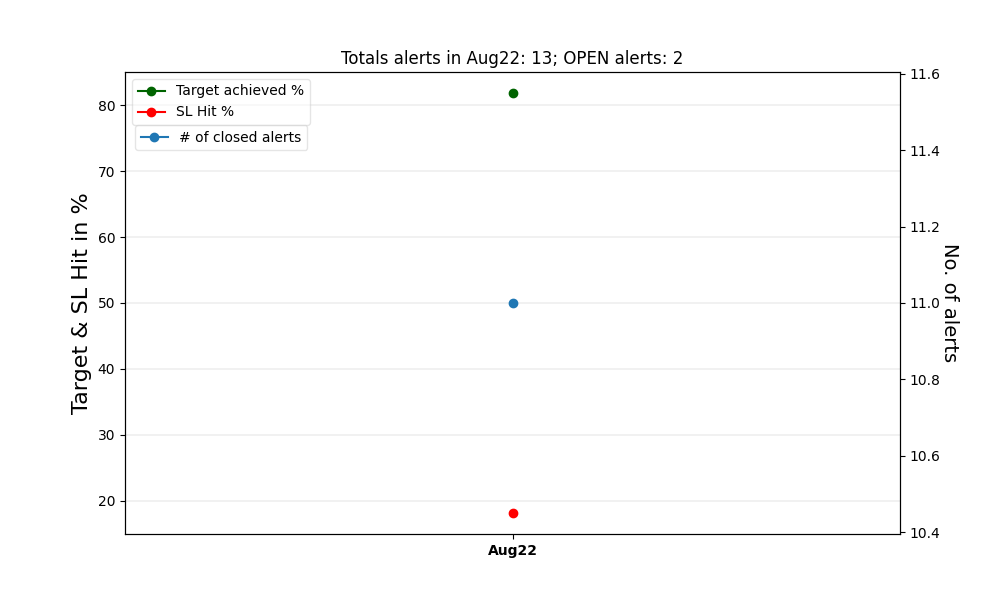 Totals alerts in Aug22: 13; OPEN alerts: 2
Target achieved %
SL Hit %
# of closed alerts
Target & SL Hit in %
80
70
60
50
40
30
20
11.6
11.4
11.2
11.0
10.8
10.6
10.4
No. of alerts
Aug22